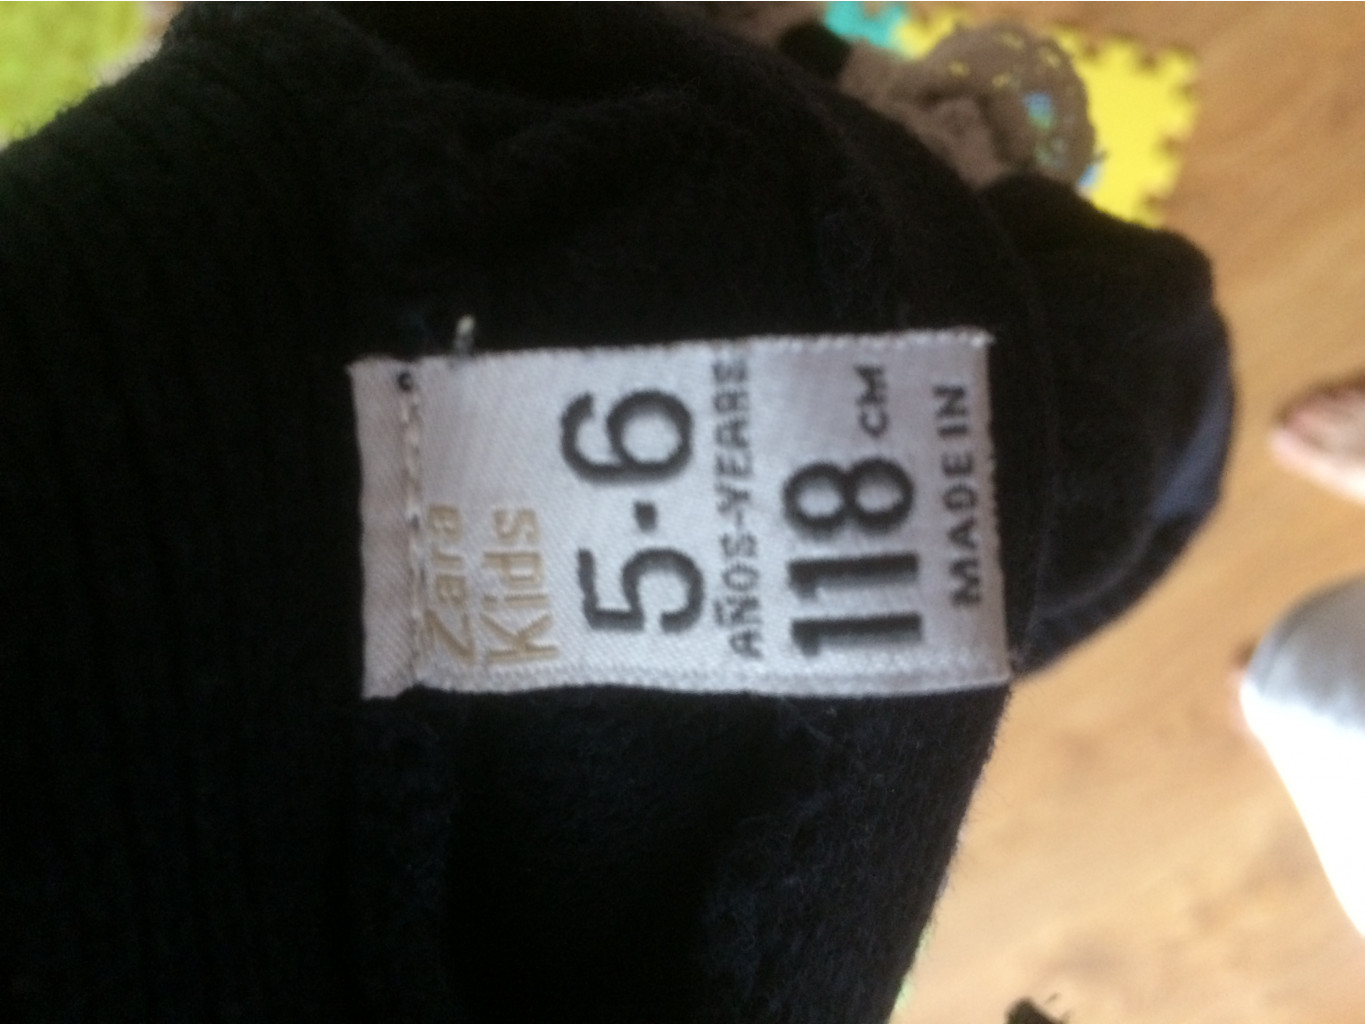 Zara
Kids
5-6
AÑOS-YEARS
118 CM
MADE IN